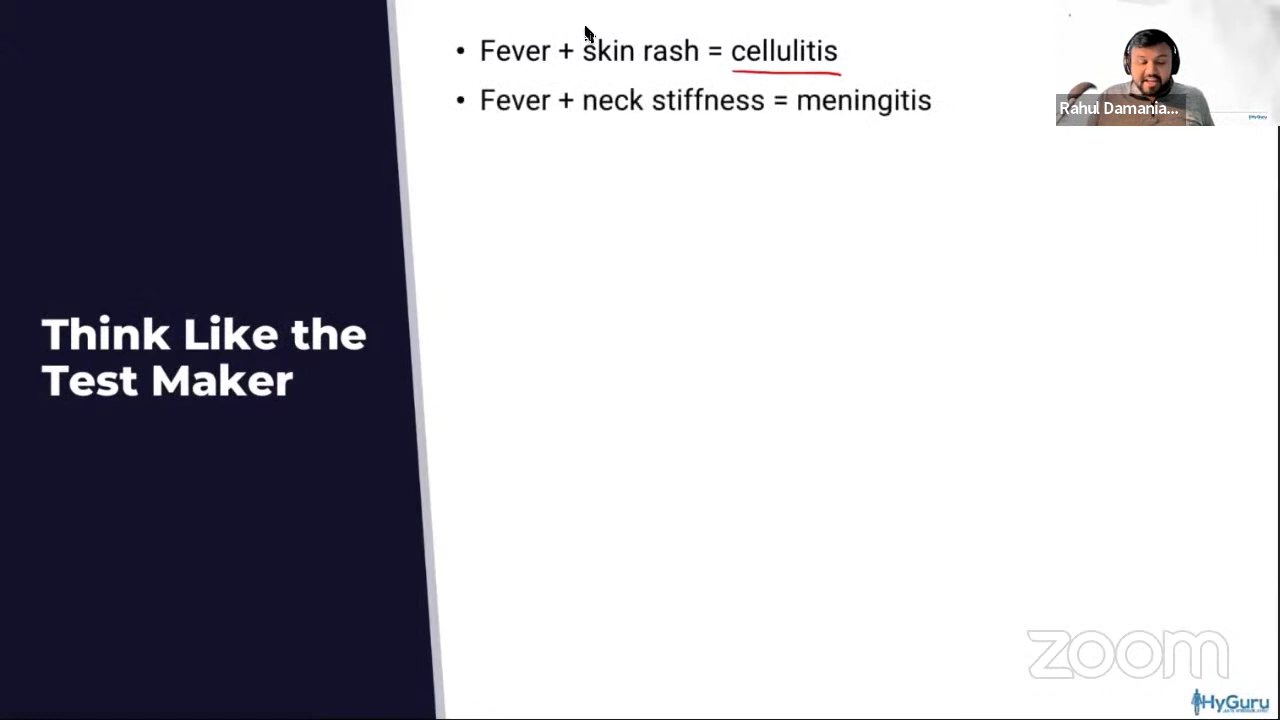 • Fever + skin rash = cellulitis
• Fever + neck stiffness = meningitis
Rahul Damania...
Think Like the
Test Maker
zoom
HyGuru